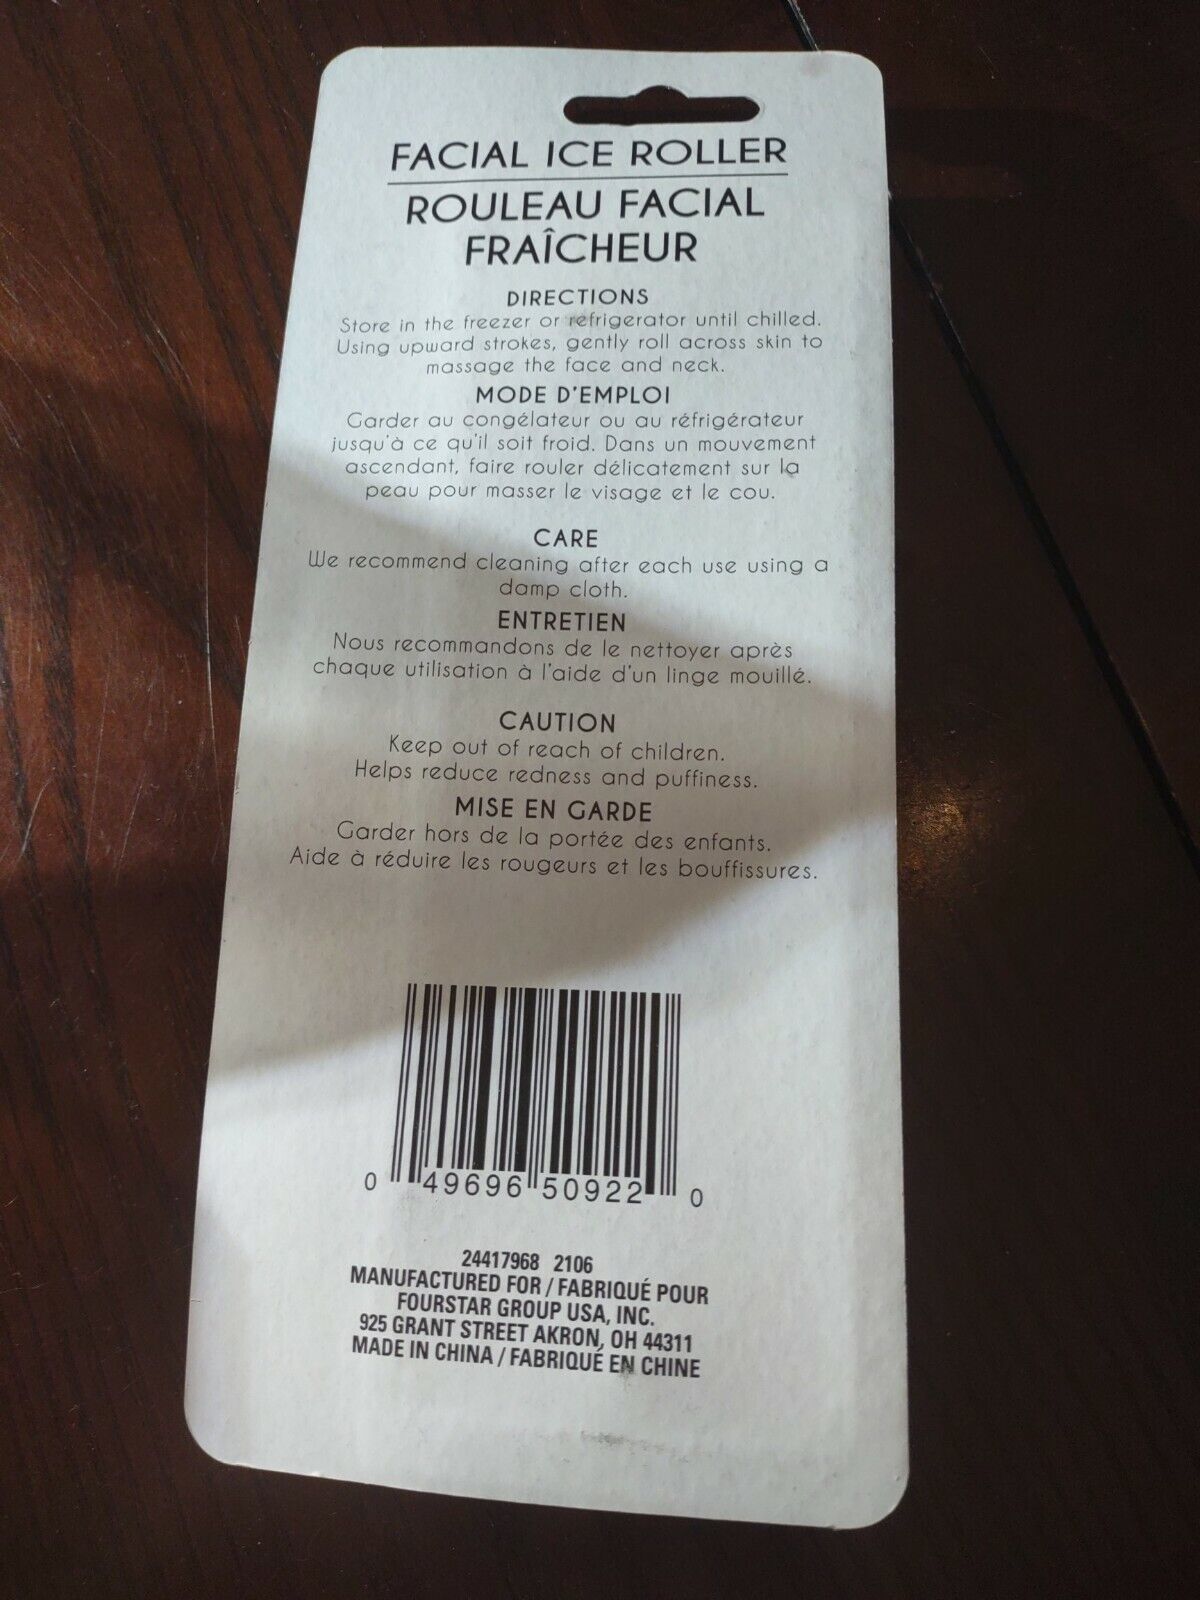 FACIAL ICE ROLLER
ROULEAU FACIAL
FRAÎCHEUR
DIRECTIONS
Store in the freezer or refrigerator until chilled.
Using upward strokes, gently roll across skin to
massage the face and neck.
MODE D'EMPLOI
Garder au congélateur ou au réfrigérateur
jusqu'à ce qu'il soit froid. Dans un mouvement
ascendant, faire rouler délicatement sur la
peau pour masser le visage et le cou.
CARE
We recommend cleaning after each use using a
damp cloth.
ENTRETIEN
Nous recommandons de le nettoyer après
chaque utilisation à l'aide d'un linge mouillé.
CAUTION
Keep out of reach of children.
Helps reduce redness and puffiness.
MISE EN GARDE
Garder hors de la portée des enfants.
Aide à réduire les rougeurs et les bouffissures.
0 49696 50922 0
24417968 2106
MANUFACTURED FOR / FABRIQUÉ POUR
FOURSTAR GROUP USA, INC.
925 GRANT STREET AKRON, OH 44311
MADE IN CHINA / FABRIQUÉ EN CHINE